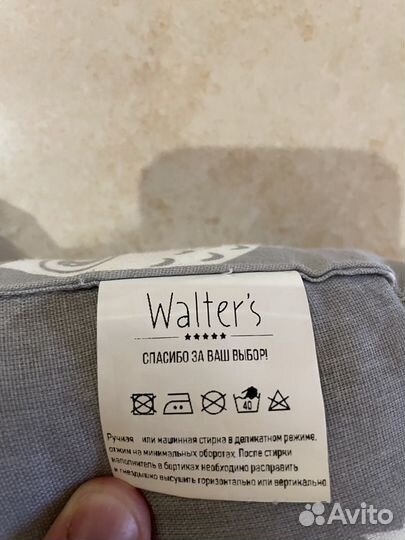 Walter's
СПАСИБО ЗА ВАШ ВЫБОР!
40
Ручная или машинная стирка в деликатном режиме,
отжим на минимальных оборотах. После стирки
наполнитель в бортиках необходимо расправить
и гнездышко высушить горизонтально или вертикально
Avito